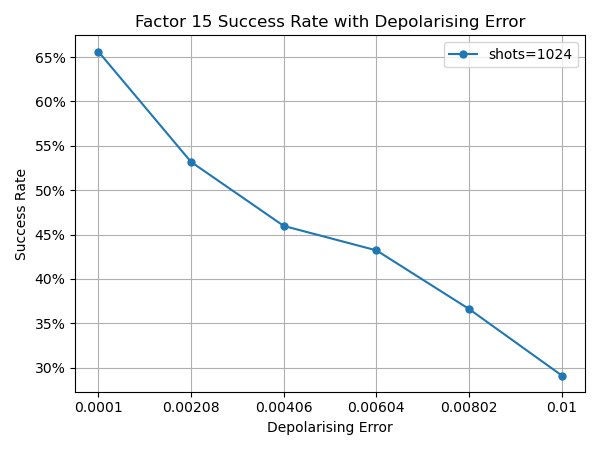 Factor 15 Success Rate with Depolarising Error
shots=1024
Success Rate
65%
60%
55%
50%
45%
40%
35%
30%
0.0001 0.00208 0.00406 0.00604 0.00802 0.01
Depolarising Error